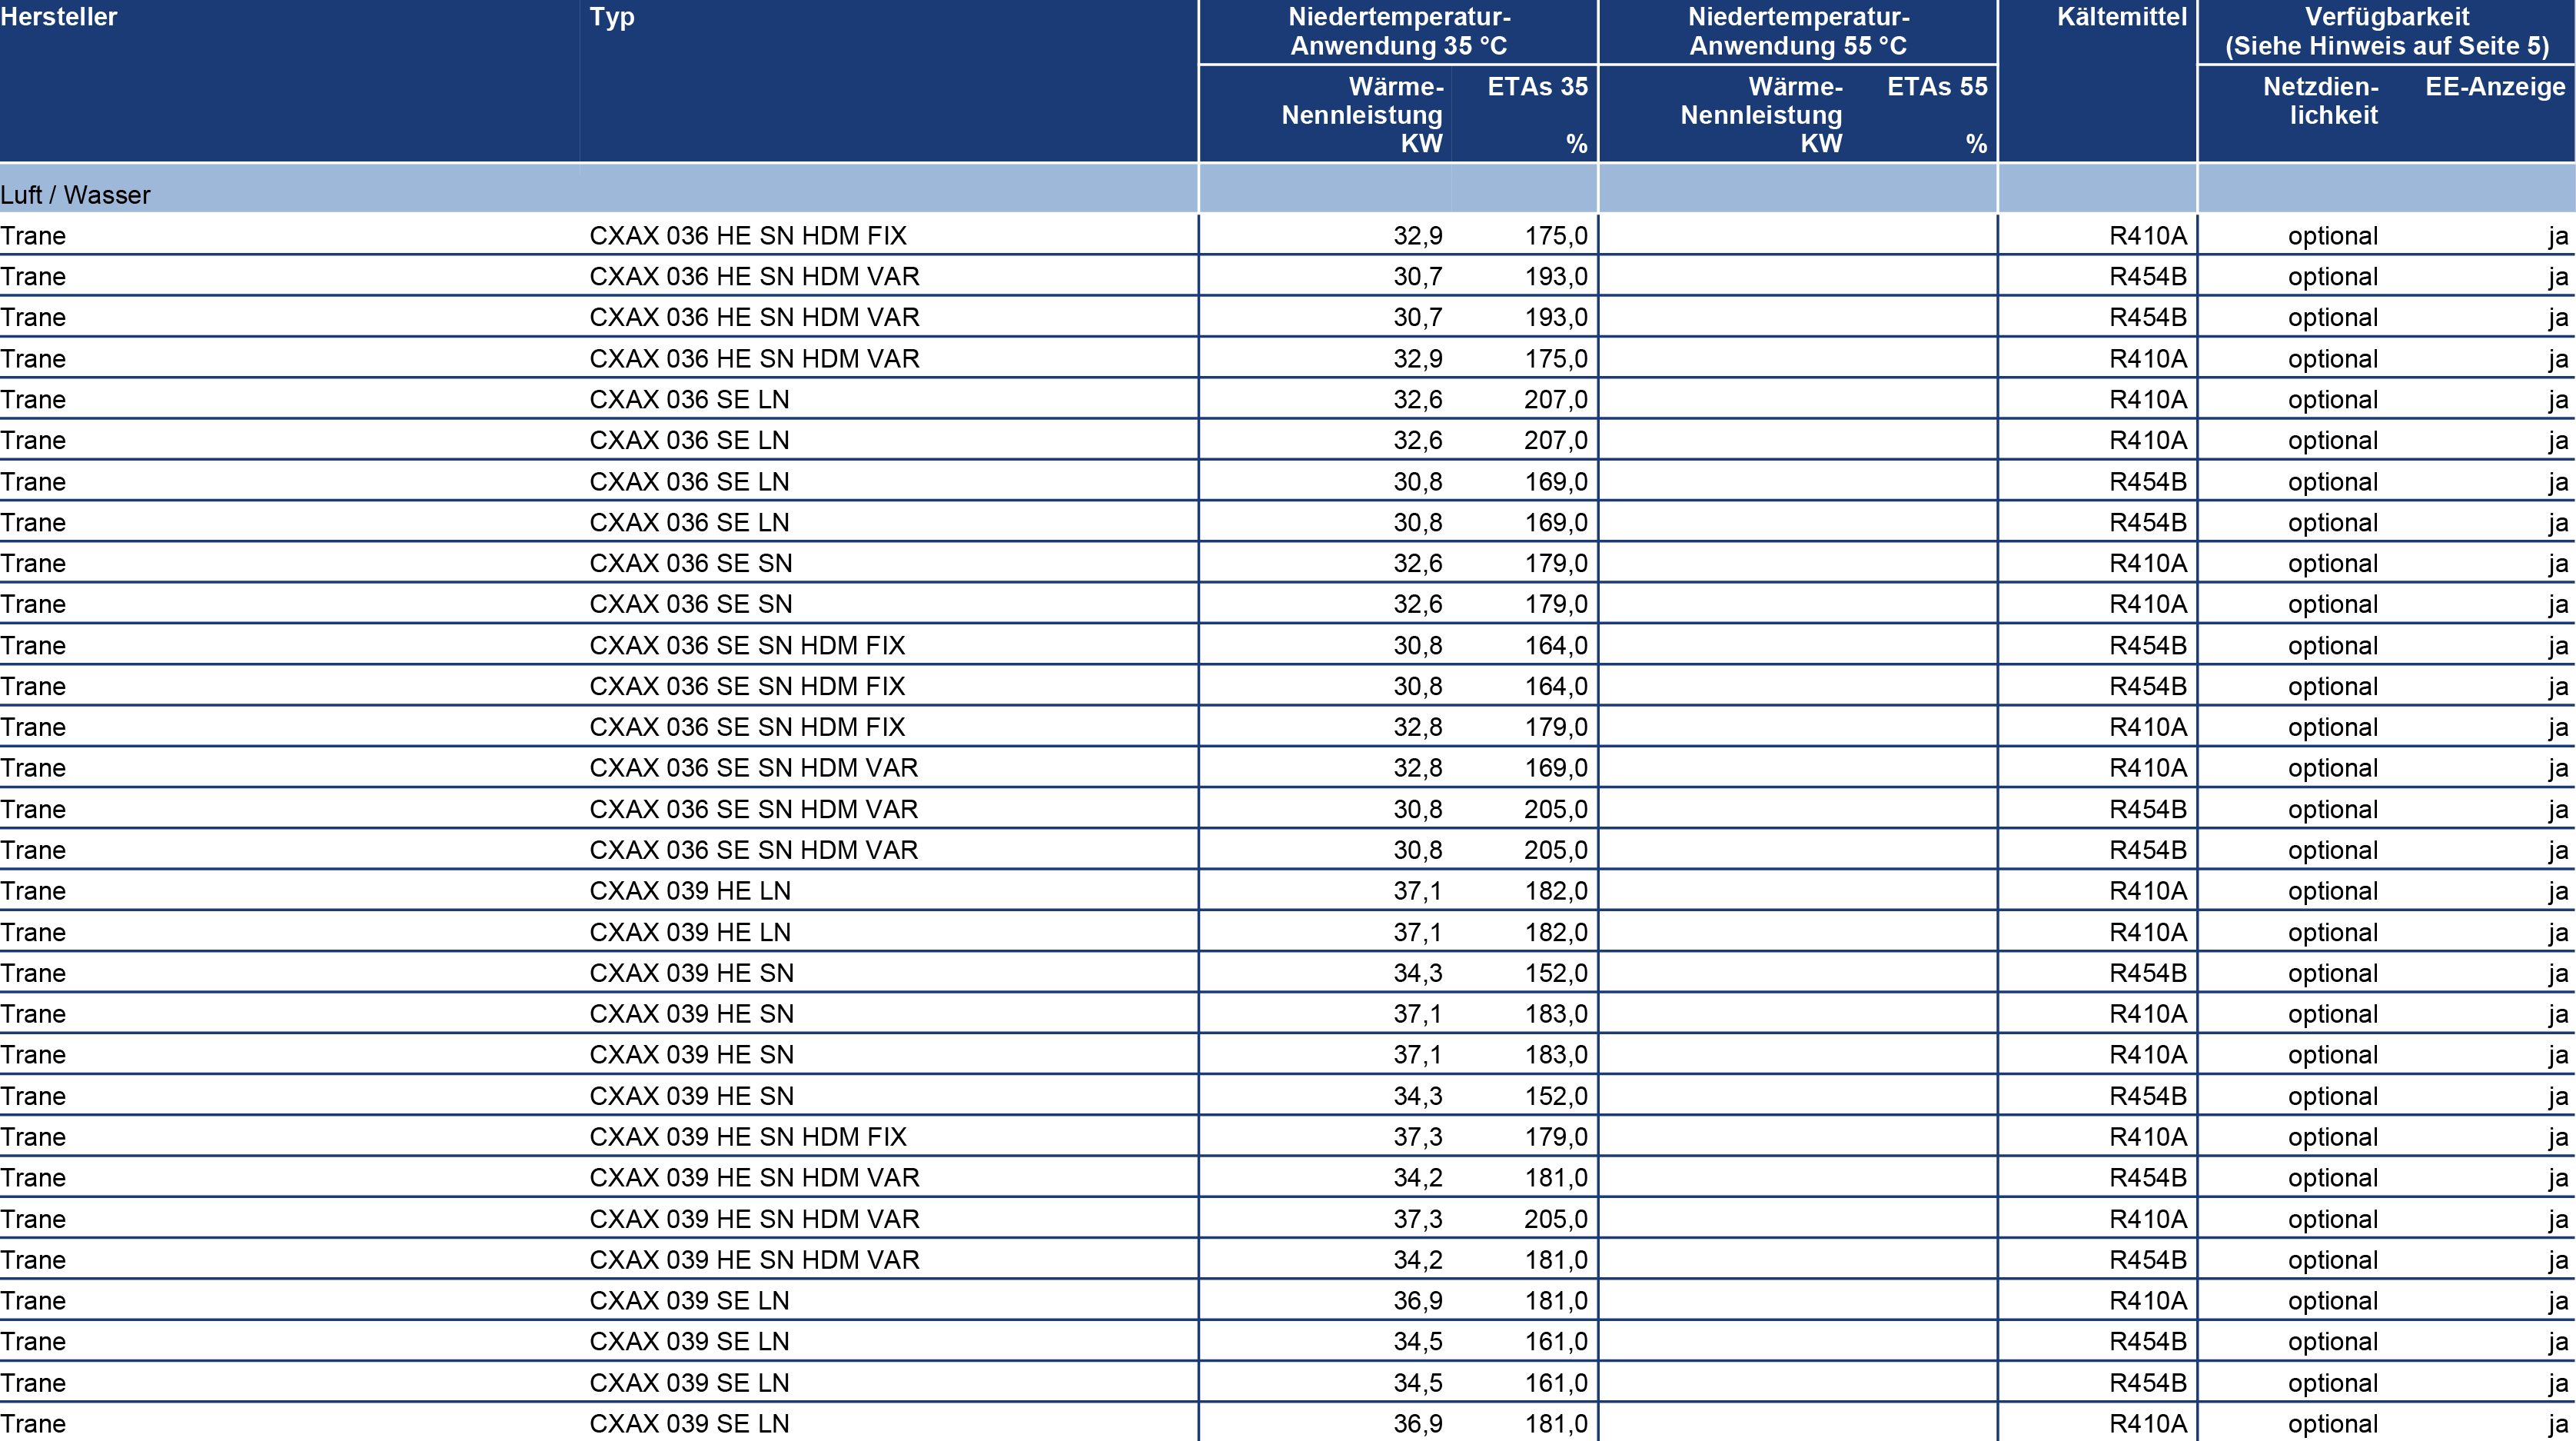 Hersteller Typ Niedertemperatur- Niedertemperatur- Kältemittel Verfügbarkeit
Anwendung 35 °C Anwendung 55 °C (Siehe Hinweis auf Seite 5)
Wärme- ETAs 35 Wärme- ETAs 55 Netzdien- EE-Anzeige
Nennleistung Nennleistung lichkeit
KW % KW %
Luft / Wasser
Trane CXAX 036 HE SN HDM FIX 32,9 175,0 R410A optional ja
Trane CXAX 036 HE SN HDM VAR 30,7 193,0 R454B optional ja
Trane CXAX 036 HE SN HDM VAR 30,7 193,0 R454B optional ja
Trane CXAX 036 HE SN HDM VAR 32,9 175,0 R410A optional ja
Trane CXAX 036 SE LN 32,6 207,0 R410A optional ja
Trane CXAX 036 SE LN 32,6 207,0 R410A optional ja
Trane CXAX 036 SE LN 30,8 169,0 R454B optional ja
Trane CXAX 036 SE LN 30,8 169,0 R454B optional ja
Trane CXAX 036 SE SN 32,6 179,0 R410A optional ja
Trane CXAX 036 SE SN 32,6 179,0 R410A optional ja
Trane CXAX 036 SE SN HDM FIX 30,8 164,0 R454B optional ja
Trane CXAX 036 SE SN HDM FIX 30,8 164,0 R454B optional ja
Trane CXAX 036 SE SN HDM FIX 32,8 179,0 R410A optional ja
Trane CXAX 036 SE SN HDM VAR 32,8 169,0 R410A optional ja
Trane CXAX 036 SE SN HDM VAR 30,8 205,0 R454B optional ja
Trane CXAX 036 SE SN HDM VAR 30,8 205,0 R454B optional ja
Trane CXAX 039 HE LN 37,1 182,0 R410A optional ja
Trane CXAX 039 HE LN 37,1 182,0 R410A optional ja
Trane CXAX 039 HE SN 34,3 152,0 R454B optional ja
Trane CXAX 039 HE SN 37,1 183,0 R410A optional ja
Trane CXAX 039 HE SN 37,1 183,0 R410A optional ja
Trane CXAX 039 HE SN 34,3 152,0 R454B optional ja
Trane CXAX 039 HE SN HDM FIX 37,3 179,0 R410A optional ja
Trane CXAX 039 HE SN HDM VAR 34,2 181,0 R454B optional ja
Trane CXAX 039 HE SN HDM VAR 37,3 205,0 R410A optional ja
Trane CXAX 039 HE SN HDM VAR 34,2 181,0 R454B optional ja
Trane CXAX 039 SE LN 36,9 181,0 R410A optional ja
Trane CXAX 039 SE LN 34,5 161,0 R454B optional ja
Trane CXAX 039 SE LN 34,5 161,0 R454B optional ja
Trane CXAX 039 SE LN 36,9 181,0 R410A optional ja